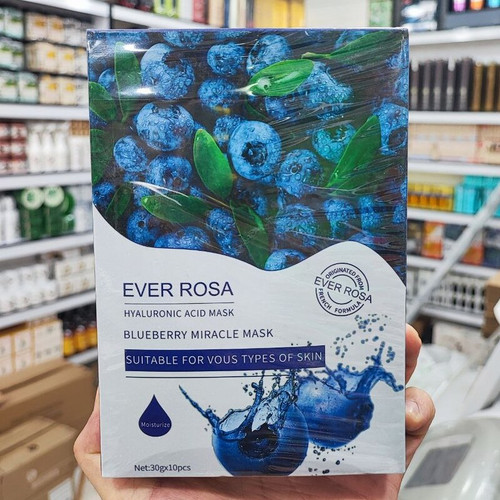 EVER ROSA
ORIGINATED FROM
EVER ROSA
FRENCH FORMULA
HYALURONIC ACID MASK
BLUEBERRY MIRACLE MASK
SUITABLE FOR VOUS TYPES OF SKIN
Moisturize
Net:30gx10pcs